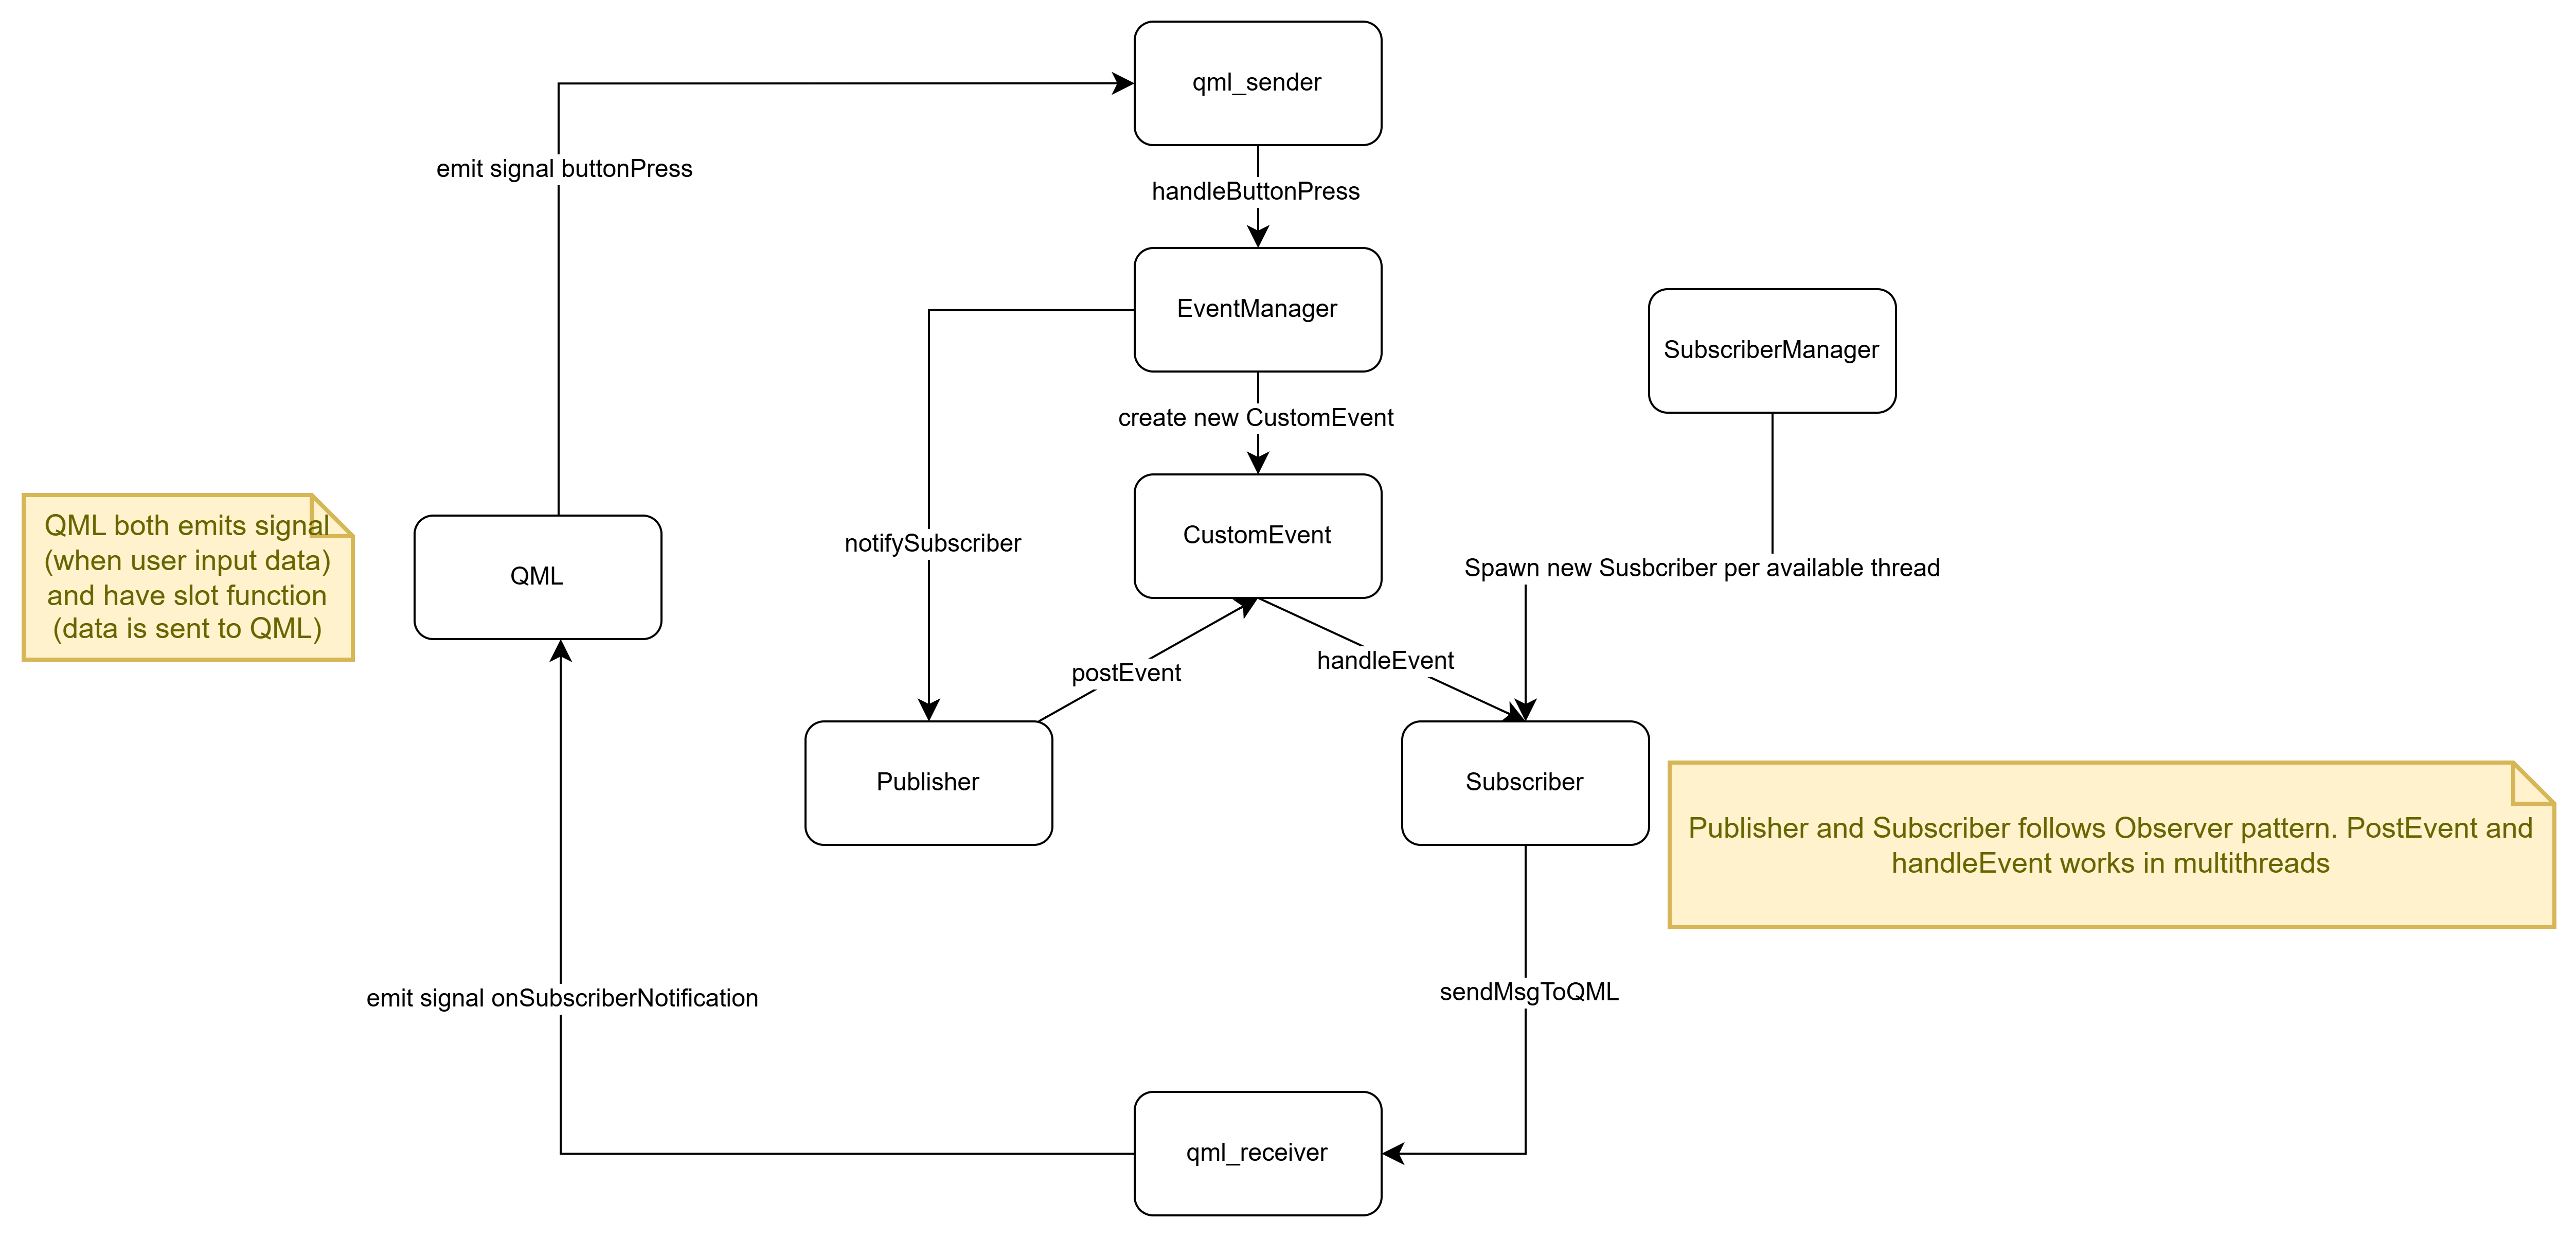 qml_sender
emit signal buttonPress
handleButtonPress
EventManager
SubscriberManager
create new CustomEvent
QML both emits signal
(when user input data)
and have slot function
(data is sent to QML)
QML
notifySubscriber
CustomEvent
Spawn new Susbcriber per available thread
postEvent
handleEvent
Publisher
Subscriber
Publisher and Subscriber follows Observer pattern. PostEvent and
handleEvent works in multithreads
emit signal onSubscriberNotification
sendMsgToQML
qml_receiver